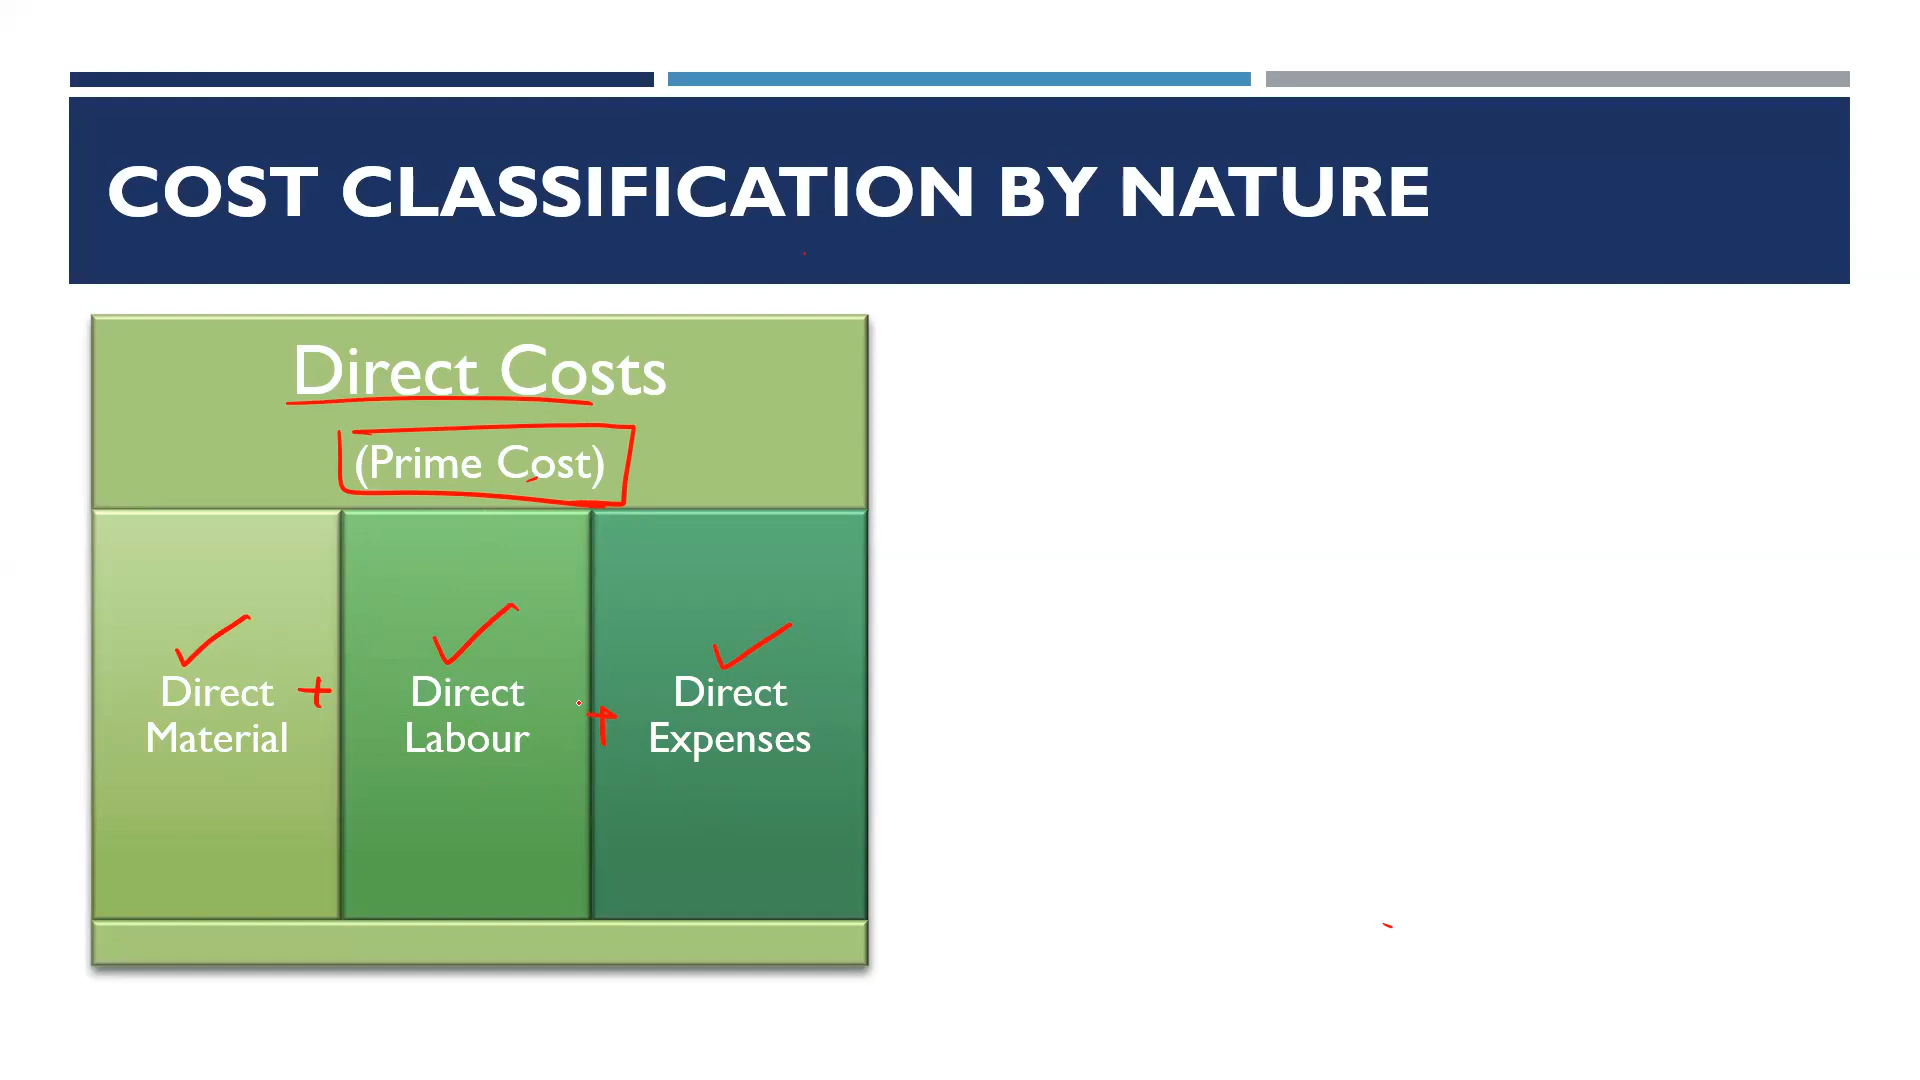 COST CLASSIFICATION BY NATURE
Direct Costs
(Prime Cost)
Direct
Material
+
Direct
Labour
+
Direct
Expenses